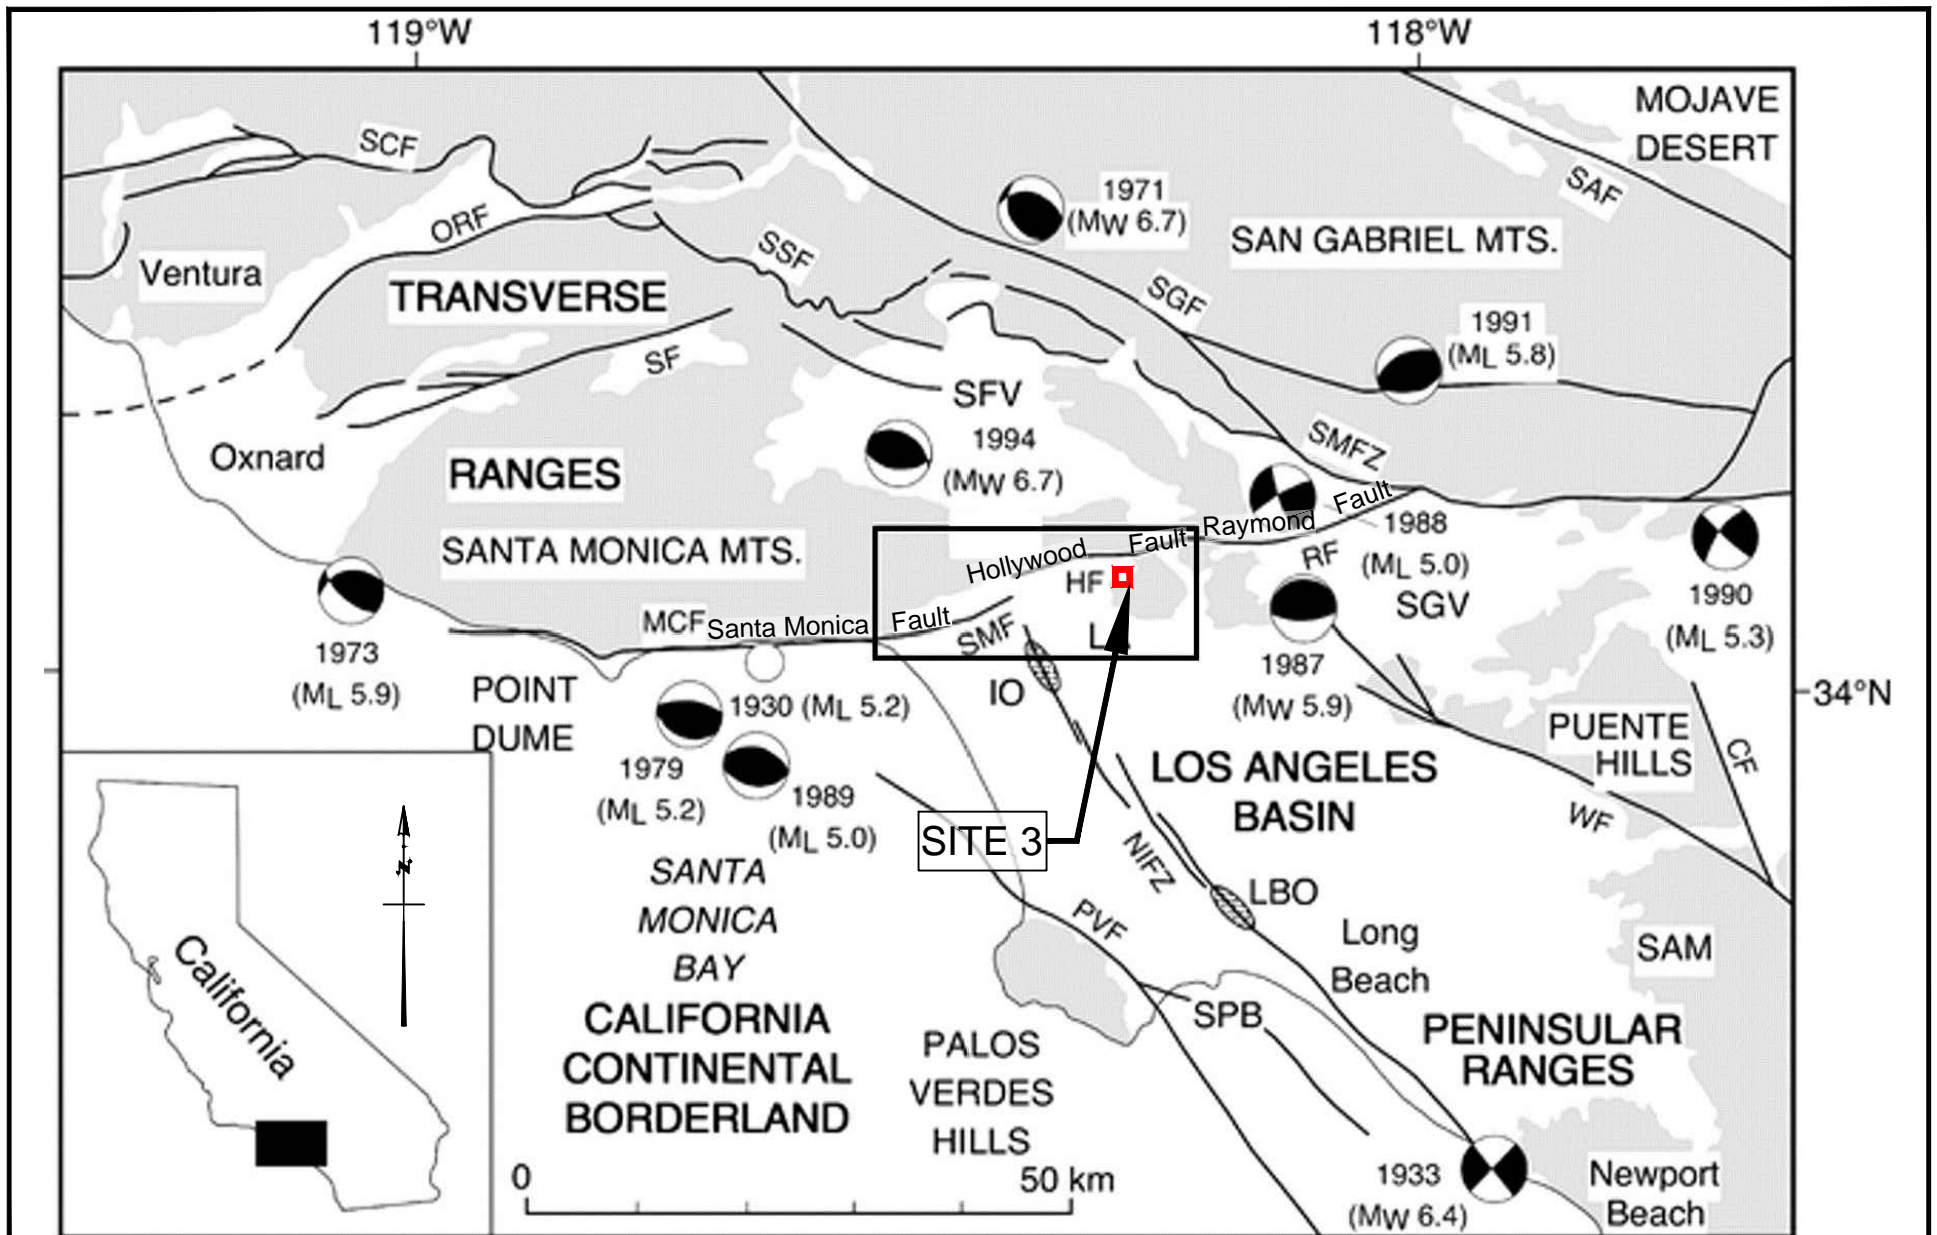 119°W
118°W
MOJAVE
DESERT
SCF
SAF
1971
(MW 6.7)
ORF
SAN GABRIEL MTS.
SSF
Ventura
TRANSVERSE
SGF
1991
(ML 5.8)
SF
SFV
1994
(MW 6.7)
Oxnard
RANGES
SMFZ
Raymond Fault
1988
(ML 5.0)
SANTA MONICA MTS.
Hollywood Fault
RF
HF
SGV
1990
(ML 5.3)
MCF
Santa Monica Fault
SMF
L
1973
(ML 5.9)
1987
(MW 5.9)
POINT
DUME
IO
34°N
1930 (ML 5.2)
PUENTE
HILLS
CF
1979
(ML 5.2)
1989
(ML 5.0)
LOS ANGELES
BASIN
WF
SITE 3
NIFZ
SANTA
MONICA
BAY
LBO
PVF
Long
Beach
SAM
N
California
CALIFORNIA
CONTINENTAL
BORDERLAND
SPB
PALOS
VERDES
HILLS
PENINSULAR
RANGES
0
50 km
1933
(MW 6.4)
Newport
Beach